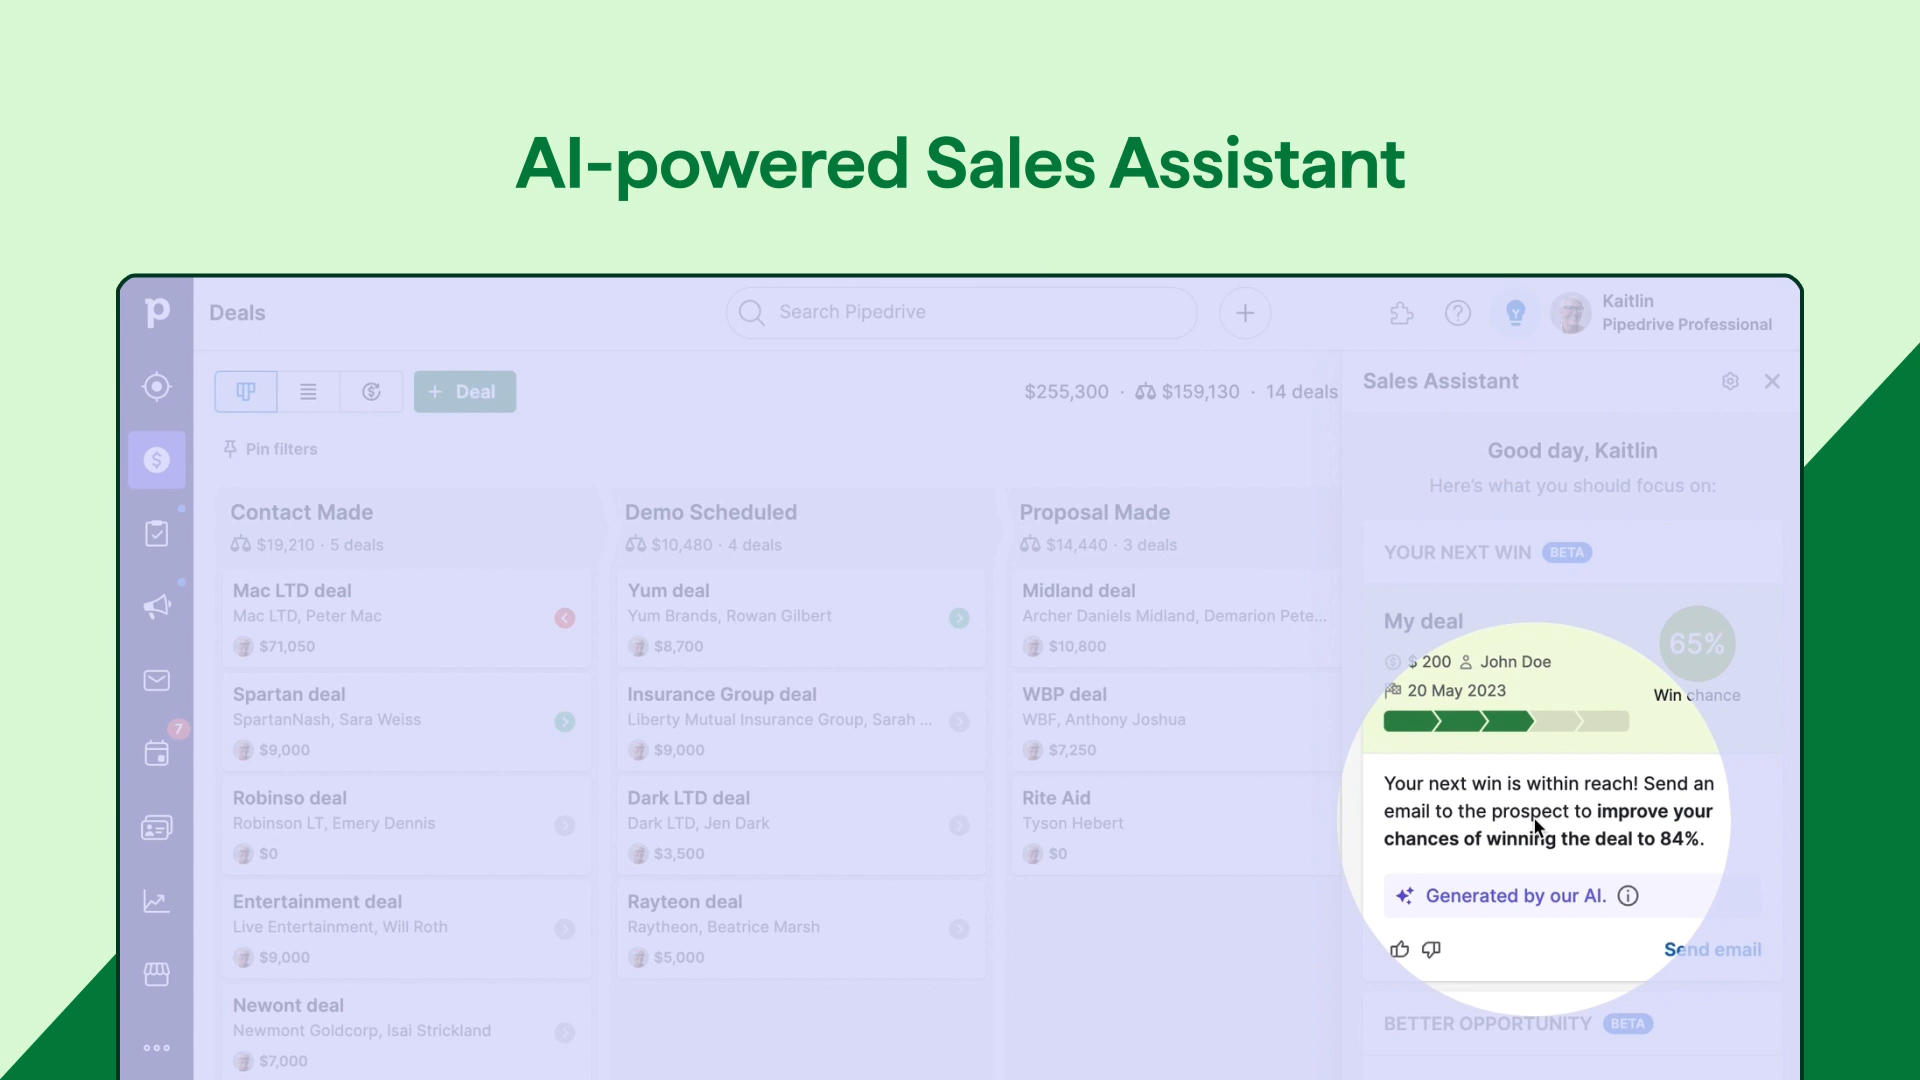 AI-powered Sales Assistant
p
Deals
Search Pipedrive
Kaitlin
Pipedrive Professional
+ Deal
$255,300 · $159,130 · 14 deals
Pin filters
7
Contact Made
$19,210 · 5 deals
Mac LTD deal
Mac LTD, Peter Mac
$71,050
Spartan deal
SpartanNash, Sara Weiss
$9,000
Robinso deal
Robinson LT, Emery Dennis
$0
Entertainment deal
Live Entertainment, Will Roth
$9,000
Newont deal
Newmont Goldcorp, Isai Strickland
$7,000
Demo Scheduled
$10,480 · 4 deals
Yum deal
Yum Brands, Rowan Gilbert
$8,700
Insurance Group deal
Liberty Mutual Insurance Group, Sarah ...
$9,000
Dark LTD deal
Dark LTD, Jen Dark
$3,500
Rayteon deal
Raytheon, Beatrice Marsh
$5,000
Proposal Made
$14,440 · 3 deals
Midland deal
Archer Daniels Midland, Demarion Pete...
$10,800
WBP deal
WBF, Anthony Joshua
$7,250
Rite Aid
Tyson Hebert
$0
Sales Assistant
Good day, Kaitlin
Here's what you should focus on:
YOUR NEXT WIN BETA
My deal
$ 200 John Doe
20 May 2023
65%
Win chance
Your next win is within reach! Send an
email to the prospect to improve your
chances of winning the deal to 84%.
Generated by our AI.
Send email
BETTER OPPORTUNITY BETA